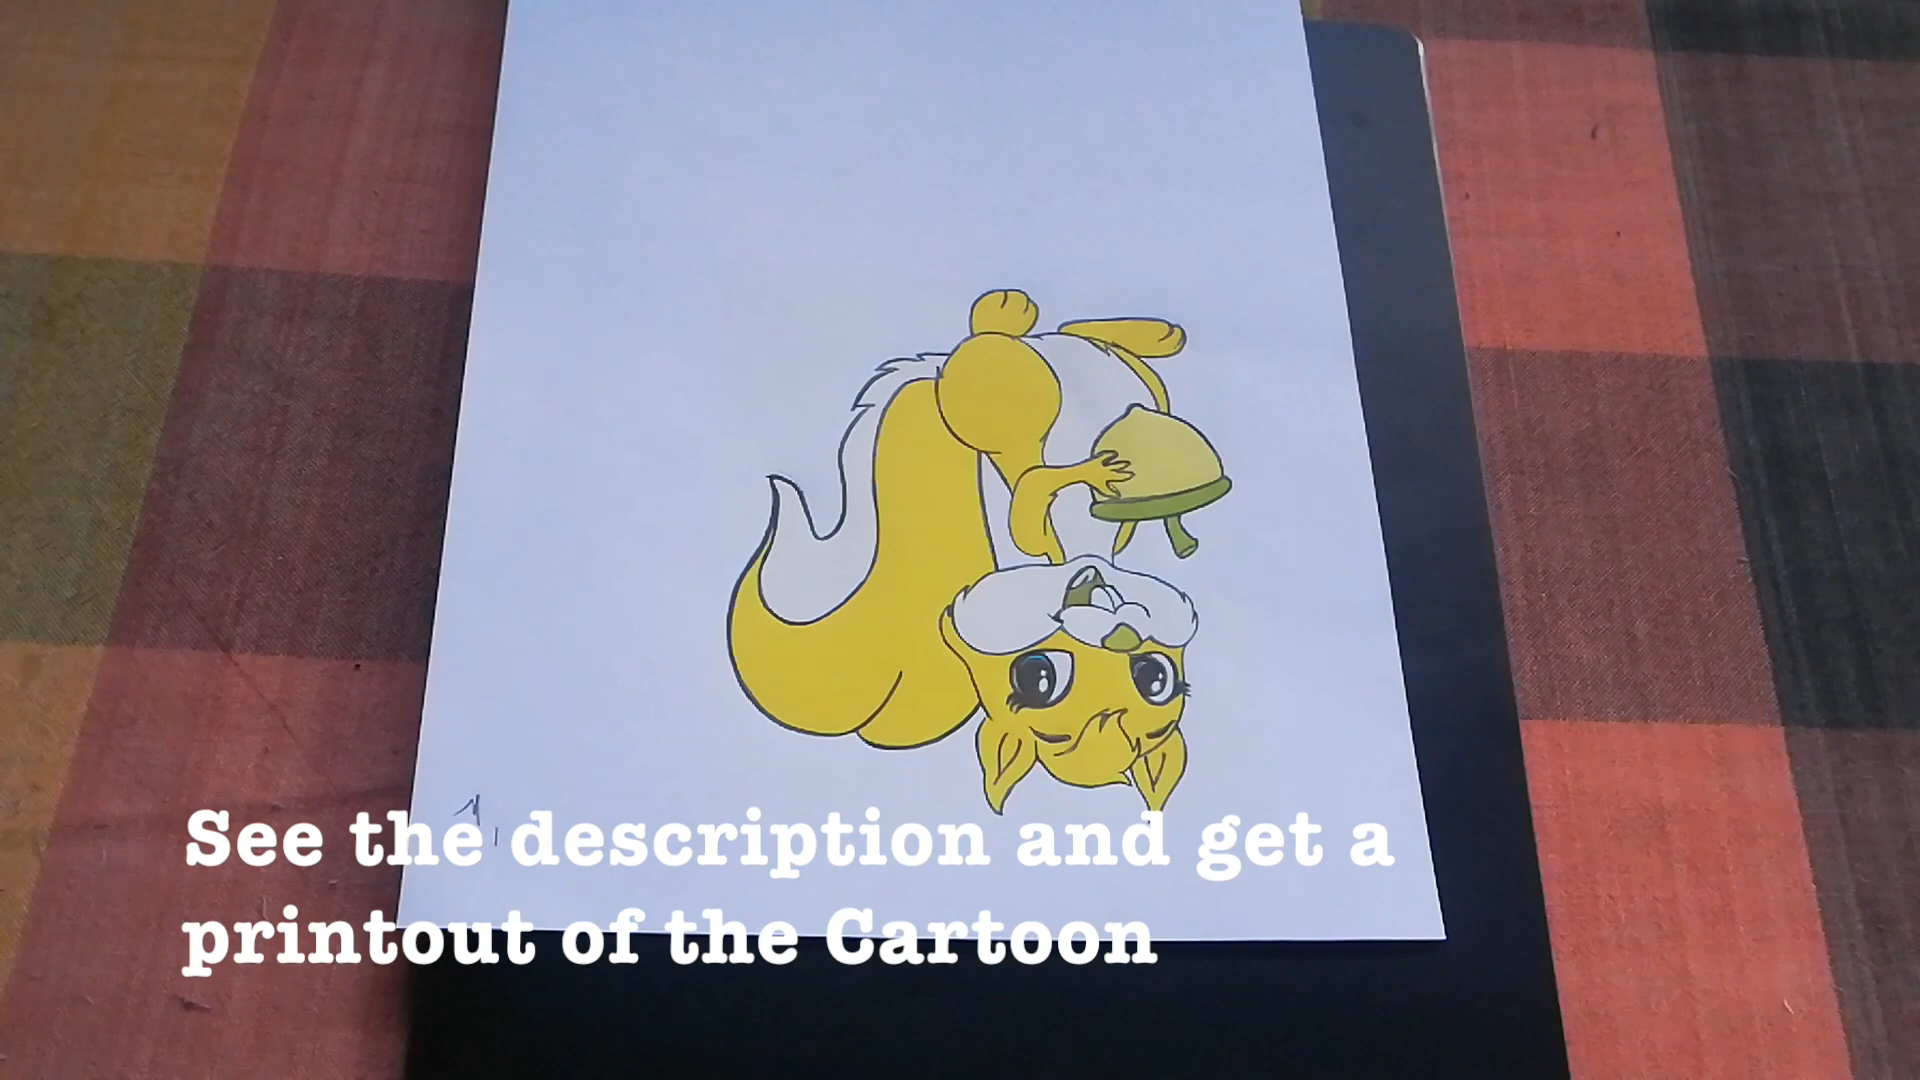 See the description and get a
printout of the Cartoon